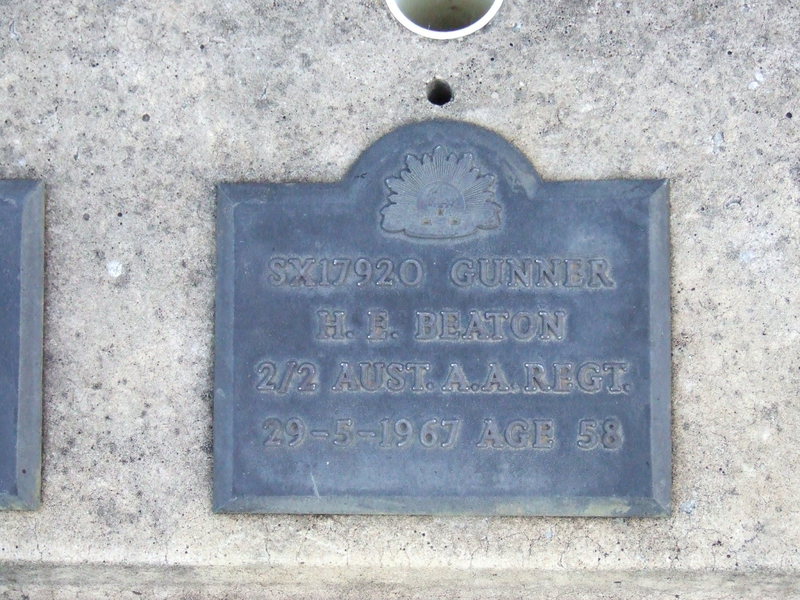 SX17920 GUNNER
H. E. BEATON
2/2 AUST. A.A. REGT.
29-5-1967 AGE 58